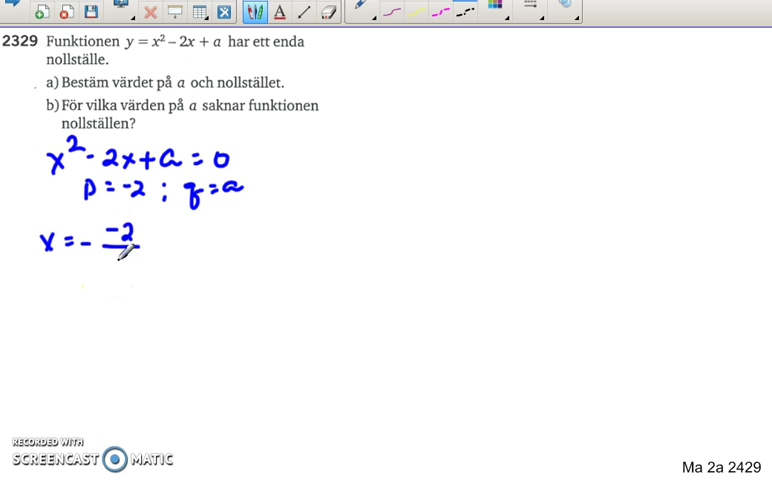 2329 Funktionen y = x² – 2x + a har ett enda
nollställe.
a) Bestäm värdet på a och nollstället.
b) För vilka värden på a saknar funktionen
nollställen?
x² - 2x + a = 0
p = -2 ; q = a
x = - -2/
RECORDED WITH
SCREENCAST MATIC
Ma 2a 2429